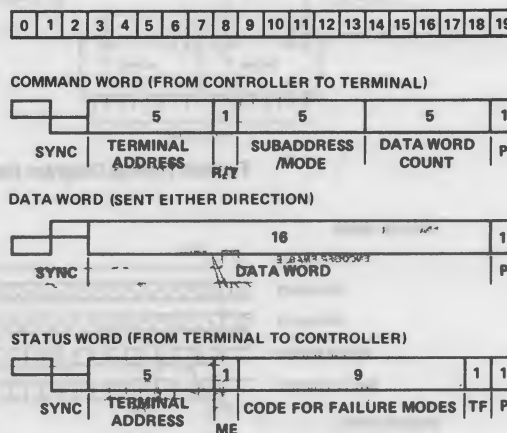 0 1 2 3 4 5 6 7 8 9 10 11 12 13 14 15 16 17 18 19
COMMAND WORD (FROM CONTROLLER TO TERMINAL)
5 1 5 5 1
SYNC TERMINAL ADDRESS R/T SUBADDRESS /MODE DATA WORD COUNT P
DATA WORD (SENT EITHER DIRECTION)
16 1
SYNC DATA WORD P
STATUS WORD (FROM TERMINAL TO CONTROLLER)
5 1 9 1 1
SYNC TERMINAL ADDRESS ME CODE FOR FAILURE MODES TF P